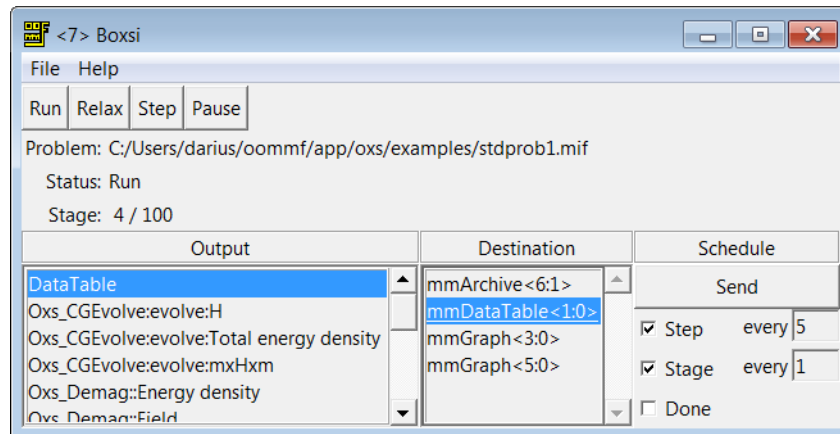 <7> Boxsi
File Help
Run Relax Step Pause
Problem: C:/Users/darius/oommf/app/oxs/examples/stdprob1.mif
Status: Run
Stage: 4 / 100
Output Destination Schedule
DataTable
Oxs_CGEvolve:evolve:H
Oxs_CGEvolve:evolve:Total energy density
Oxs_CGEvolve:evolve:mxHxm
Oxs_Demag::Energy density
Oxs_Demag::Field
mmArchive<6:1>
mmDataTable<1:0>
mmGraph<3:0>
mmGraph<5:0>
Send
Step every 5
Stage every 1
Done